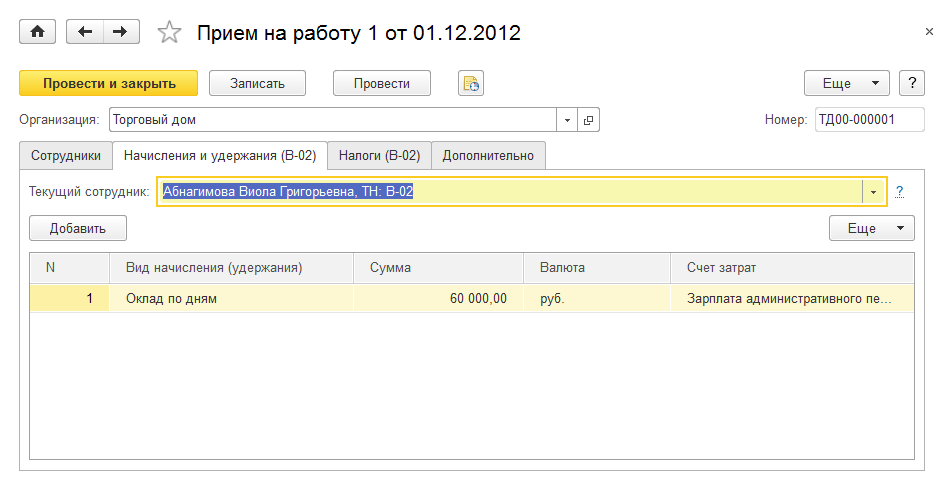 Прием на работу 1 от 01.12.2012
×
Провести и закрыть Записать Провести Еще ?
Организация: Торговый дом Номер: ТД00-000001
Сотрудники Начисления и удержания (В-02) Налоги (В-02) Дополнительно
Текущий сотрудник: Абнагимова Виола Григорьевна, ТН: В-02 ?
Добавить Еще
N Вид начисления (удержания) Сумма Валюта Счет затрат
1 Оклад по дням 60 000,00 руб. Зарплата административного пе...